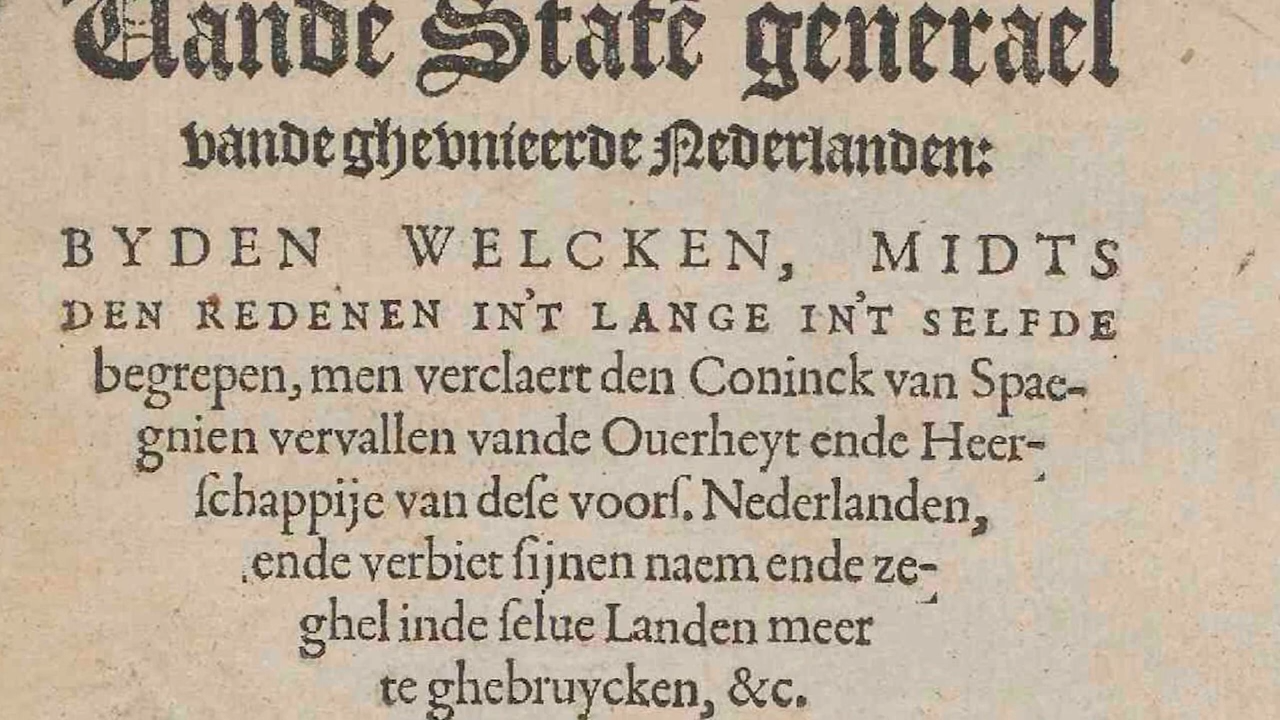 Vande Statē generael
vande ghevnieerde Nederlanden:
BYDEN WELCKEN, MIDTS
DEN REDENEN IN'T LANGE IN'T SELFDE
begrepen, men verclaert den Coninck van Spae-
gnien vervallen vande Ouerheyt ende Heer-
ſchappije van deſe voorſ. Nederlanden,
ende verbiet ſijnen naem ende ze-
ghel inde ſelue Landen meer
te ghebruycken, &c.